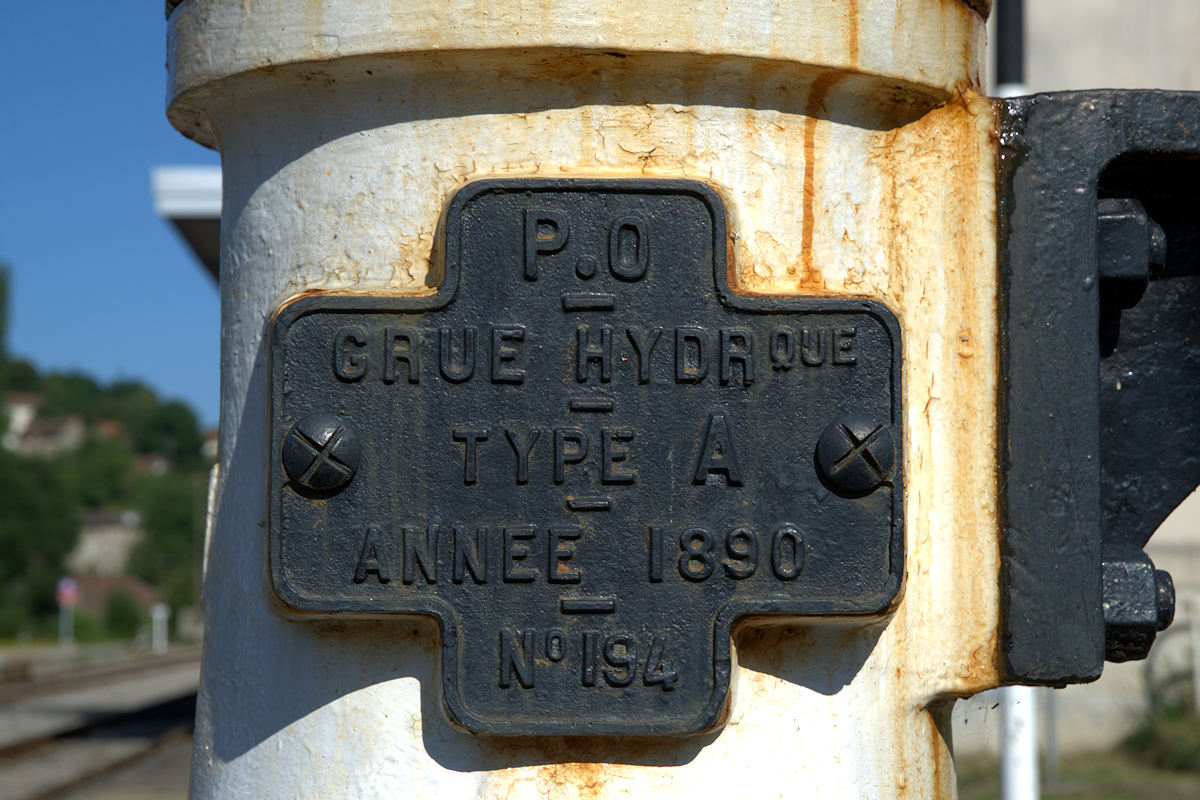 P.O
GRUE HYDRQUE
TYPE A
ANNEE 1890
No 194